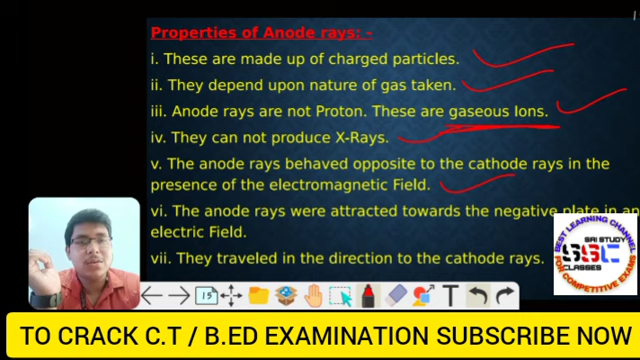 Properties of Anode rays: -
i. These are made up of charged particles.
ii. They depend upon nature of gas taken.
iii. Anode rays are not Proton. These are gaseous Ions.
iv. They can not produce X-Rays.
v. The anode rays behaved opposite to the cathode rays in the
presence of the electromagnetic Field.
vi. The anode rays were attracted towards the negative plate in an
electric Field.
vii. They traveled in the direction to the cathode rays.
BEST LEARNING CHANNEL
SRI STUDY
SSC
CLASSES
FOR COMPETITIVE EXAMS
15
T
TO CRACK C.T / B.ED EXAMINATION SUBSCRIBE NOW